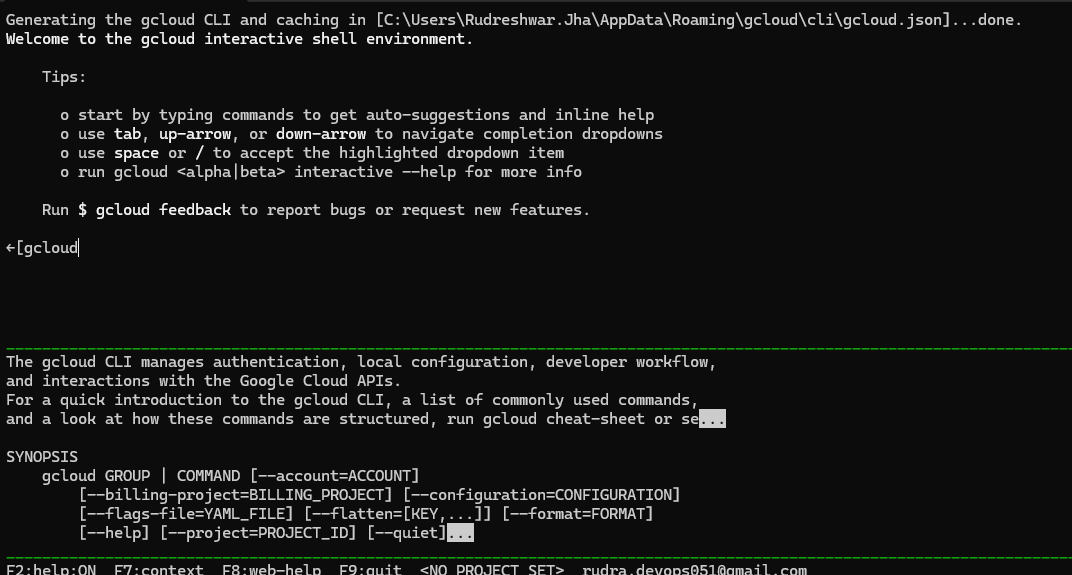 Generating the gcloud CLI and caching in [C:\Users\Rudreshwar.Jha\AppData\Roaming\gcloud\cli\gcloud.json]...done.
Welcome to the gcloud interactive shell environment.
Tips:
o start by typing commands to get auto-suggestions and inline help
o use tab, up-arrow, or down-arrow to navigate completion dropdowns
o use space or / to accept the highlighted dropdown item
o run gcloud <alpha|beta> interactive --help for more info
Run $ gcloud feedback to report bugs or request new features.
←[gcloud
The gcloud CLI manages authentication, local configuration, developer workflow,
and interactions with the Google Cloud APIs.
For a quick introduction to the gcloud CLI, a list of commonly used commands,
and a look at how these commands are structured, run gcloud cheat-sheet or se...
SYNOPSIS
gcloud GROUP | COMMAND [--account=ACCOUNT]
[--billing-project=BILLING_PROJECT] [--configuration=CONFIGURATION]
[--flags-file=YAML_FILE] [--flatten=[KEY,...]] [--format=FORMAT]
[--help] [--project=PROJECT_ID] [--quiet]...
F2:help:ON F7:context F8:web-help F9:quit <NO PROJECT SET> rudra.devops051@gmail.com